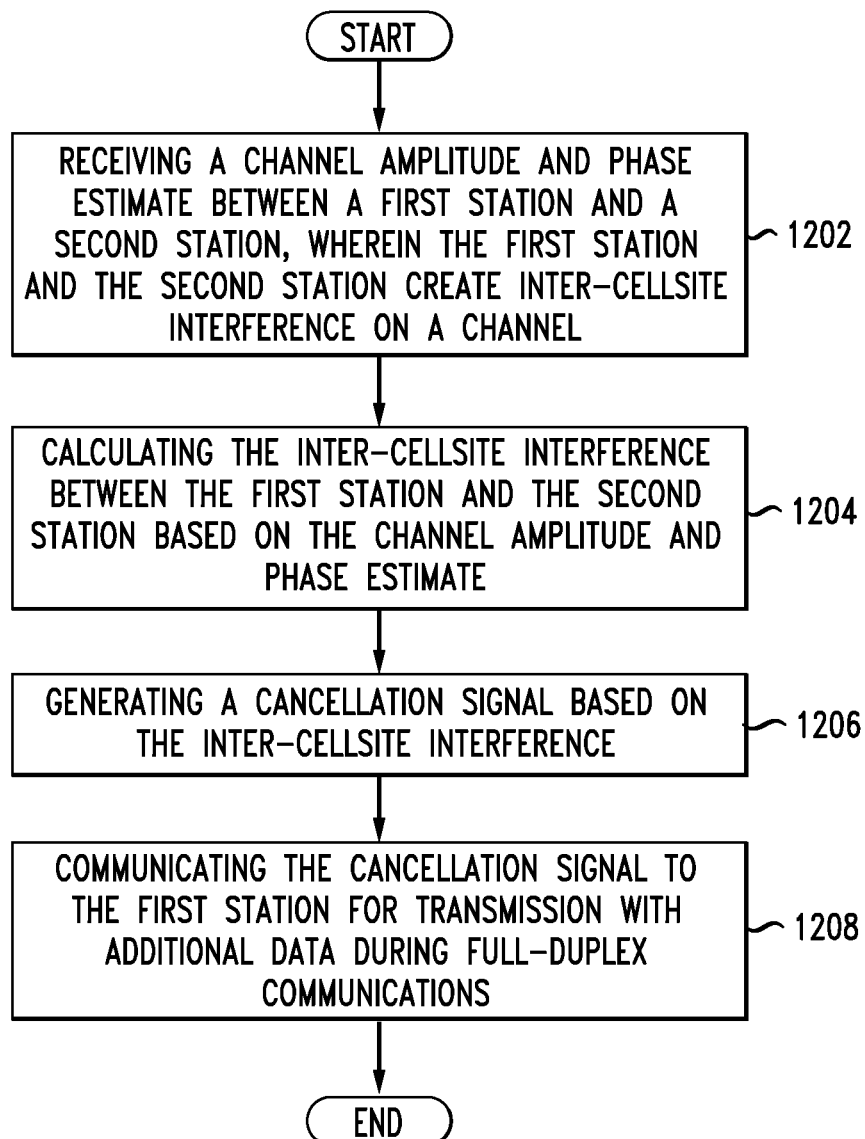 START
RECEIVING A CHANNEL AMPLITUDE AND PHASE
ESTIMATE BETWEEN A FIRST STATION AND A
SECOND STATION, WHEREIN THE FIRST STATION
AND THE SECOND STATION CREATE INTER-CELLSITE
INTERFERENCE ON A CHANNEL
1202
CALCULATING THE INTER-CELLSITE INTERFERENCE
BETWEEN THE FIRST STATION AND THE SECOND
STATION BASED ON THE CHANNEL AMPLITUDE AND
PHASE ESTIMATE
1204
GENERATING A CANCELLATION SIGNAL BASED ON
THE INTER-CELLSITE INTERFERENCE
1206
COMMUNICATING THE CANCELLATION SIGNAL TO
THE FIRST STATION FOR TRANSMISSION WITH
ADDITIONAL DATA DURING FULL-DUPLEX
COMMUNICATIONS
1208
END